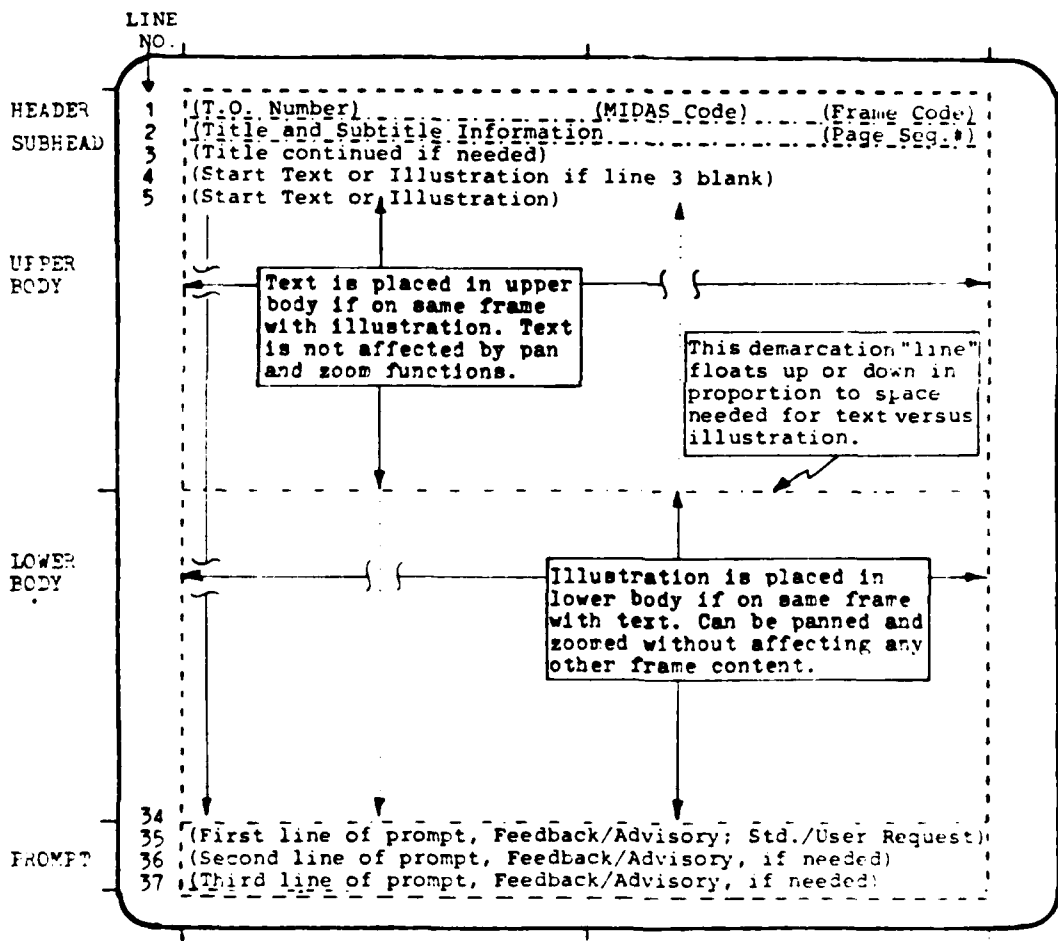 LINE
NO.
HEADER 1 (T.O. Number) (MIDAS Code) (Frame Code)
SUBHEAD 2 (Title and Subtitle Information (Page Seq.#)
3 (Title continued if needed)
4 (Start Text or Illustration if line 3 blank)
5 (Start Text or Illustration)
UPPER
BODY
Text is placed in upper
body if on same frame
with illustration. Text
is not affected by pan
and zoom functions.
This demarcation "line"
floats up or down in
proportion to space
needed for text versus
illustration.
LOWER
BODY
Illustration is placed in
lower body if on same frame
with text. Can be panned and
zoomed without affecting any
other frame content.
34
35 (First line of prompt, Feedback/Advisory; Std./User Request)
PROMPT 36 (Second line of prompt, Feedback/Advisory, if needed)
37 (Third line of prompt, Feedback/Advisory, if needed)